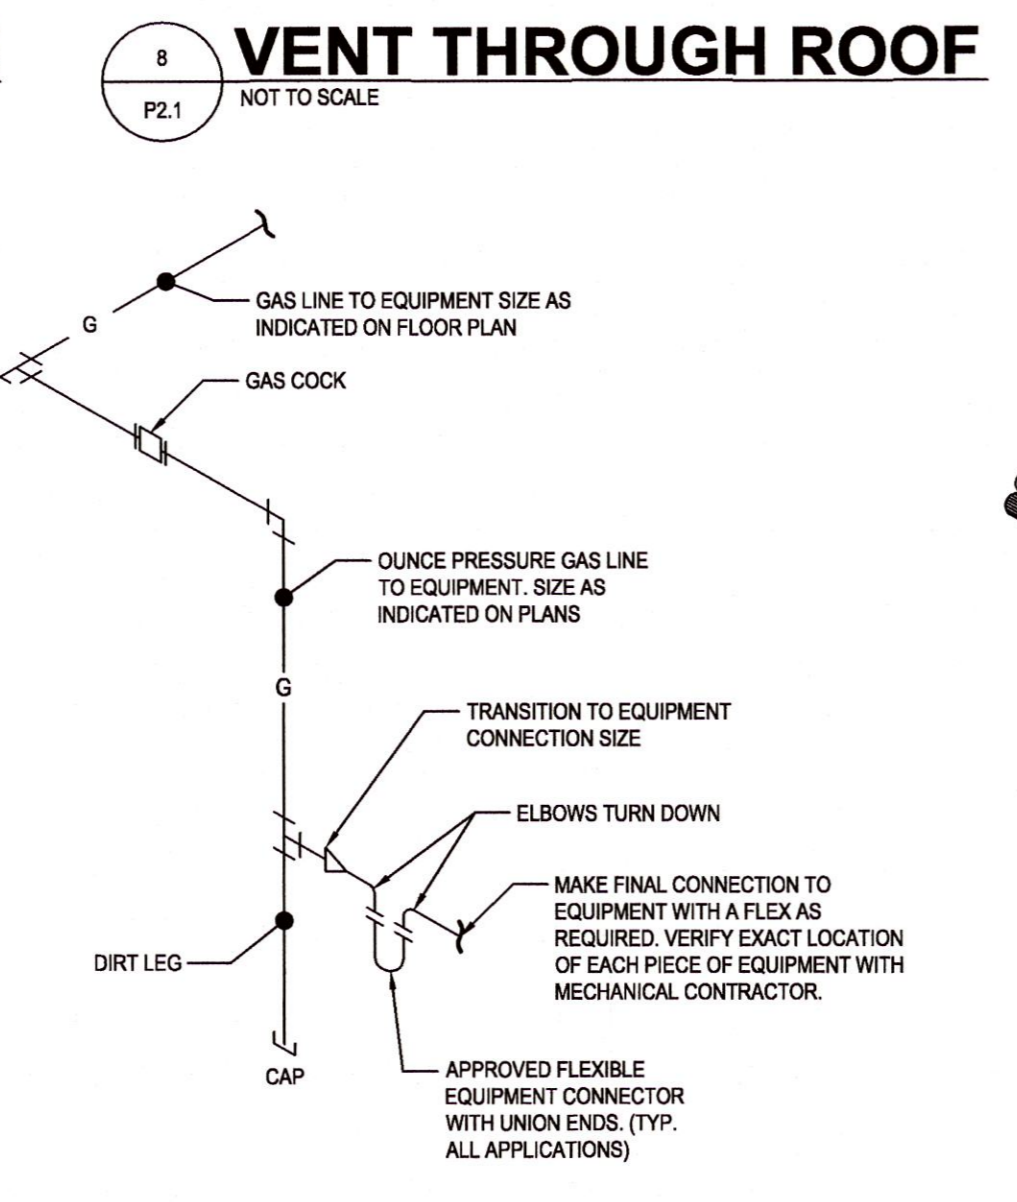 8
P2.1
VENT THROUGH ROOF
NOT TO SCALE
GAS LINE TO EQUIPMENT SIZE AS
INDICATED ON FLOOR PLAN
G
GAS COCK
OUNCE PRESSURE GAS LINE
TO EQUIPMENT. SIZE AS
INDICATED ON PLANS
G
TRANSITION TO EQUIPMENT
CONNECTION SIZE
ELBOWS TURN DOWN
MAKE FINAL CONNECTION TO
EQUIPMENT WITH A FLEX AS
REQUIRED. VERIFY EXACT LOCATION
OF EACH PIECE OF EQUIPMENT WITH
MECHANICAL CONTRACTOR.
DIRT LEG
CAP
APPROVED FLEXIBLE
EQUIPMENT CONNECTOR
WITH UNION ENDS. (TYP.
ALL APPLICATIONS)